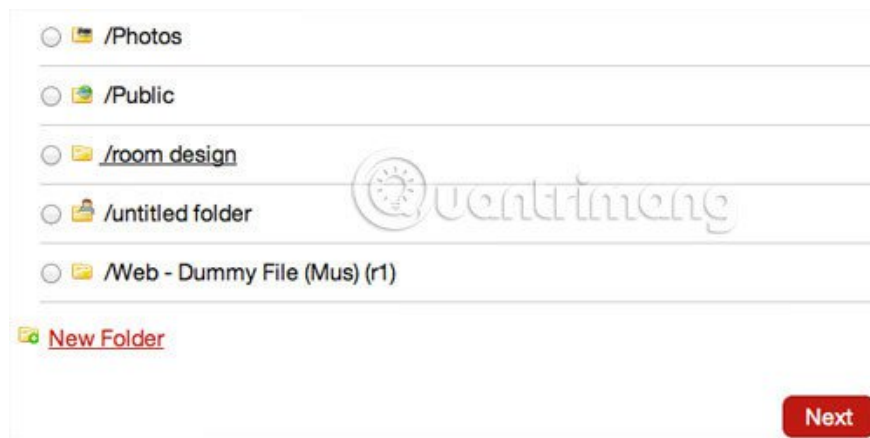 /Photos
/Public
/room design
Quantrimang
/untitled folder
/Web - Dummy File (Mus) (r1)
New Folder
Next